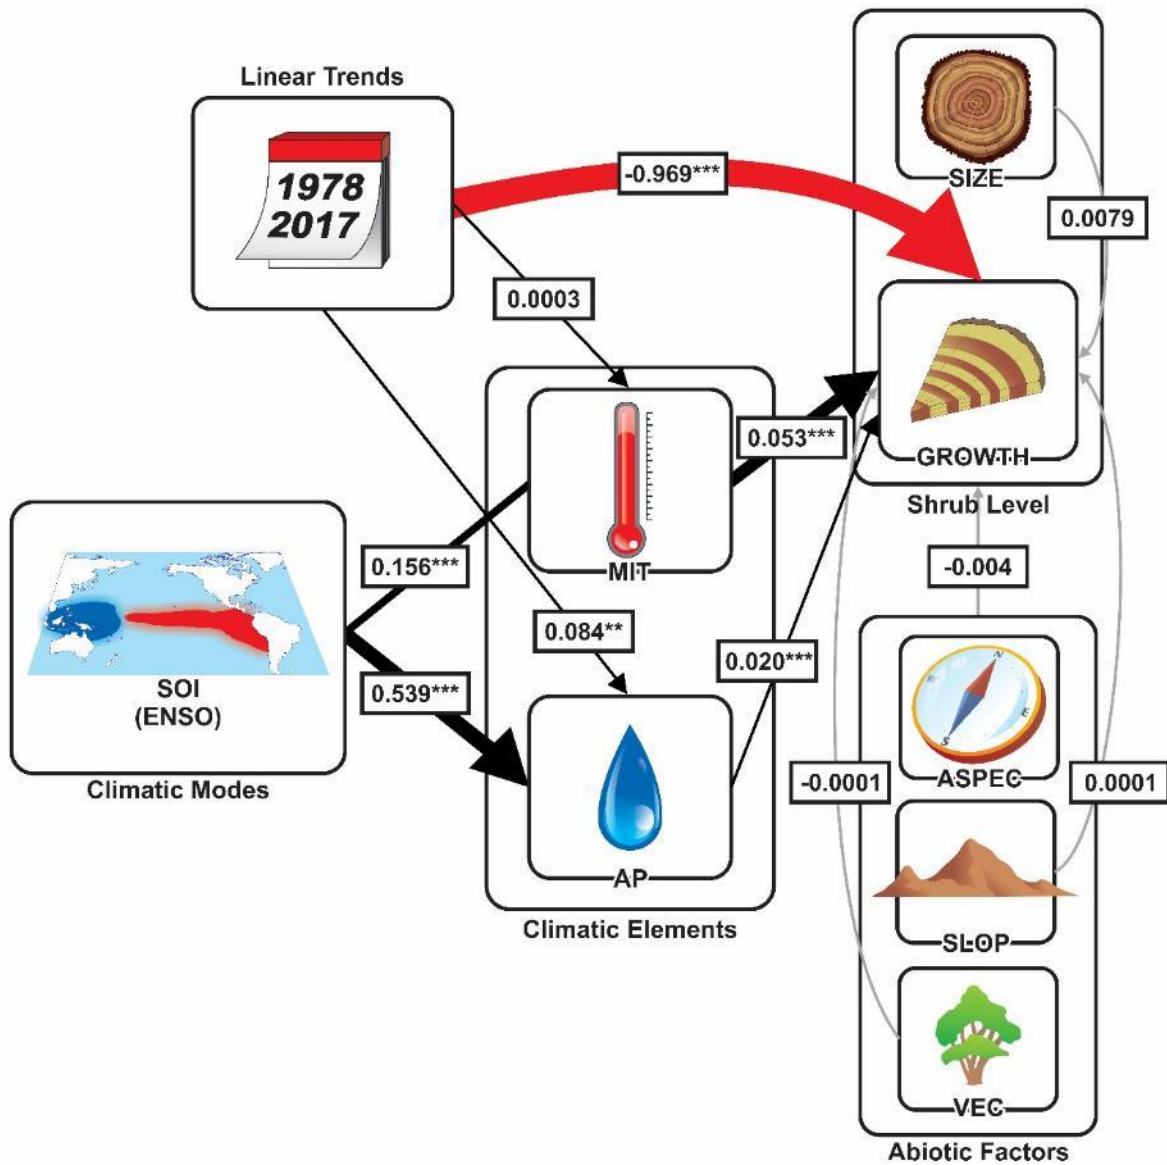 Linear Trends
1978
2017
-0.969***
SIZE
0.0079
0.0003
GROWTH
Shrub Level
0.053***
MIT
0.156***
-0.004
0.084**
0.020***
0.539***
SOI
(ENSO)
Climatic Modes
N
E
S
ASPEC
-0.0001
0.0001
AP
Climatic Elements
SLOP
VEC
Abiotic Factors